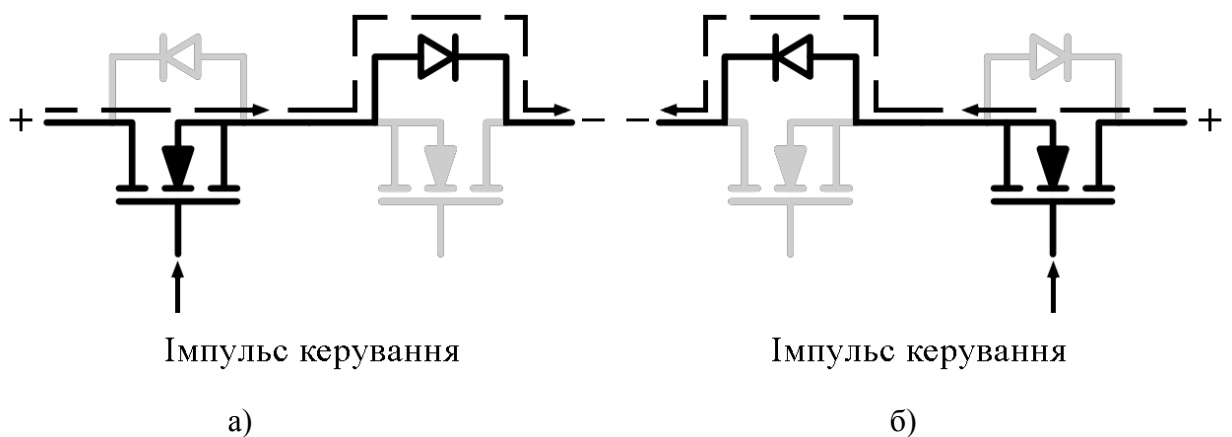 + − − +
Імпульс керування Імпульс керування
а) б)